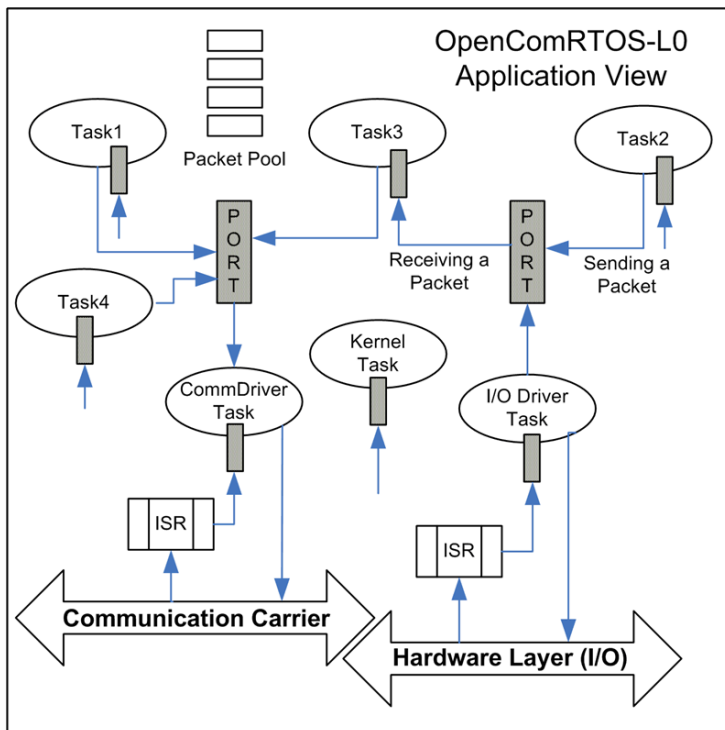 OpenComRTOS-L0
Application View
Task1
Packet Pool
Task3
Task2
P
O
R
T
P
O
R
T
Receiving a
Packet
Sending a
Packet
Task4
Kernel
Task
CommDriver
Task
I/O Driver
Task
ISR
ISR
Communication Carrier
Hardware Layer (I/O)